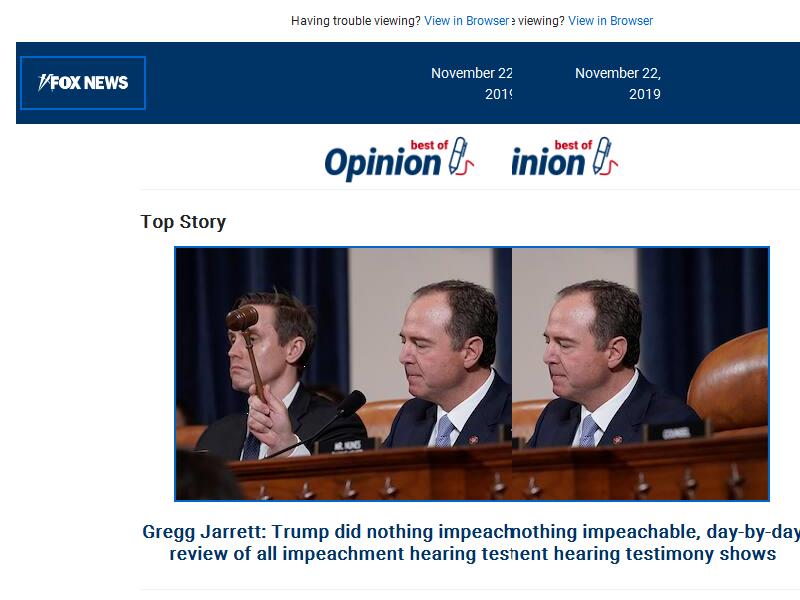 Having trouble viewing? View in Browser e viewing? View in Browser
FOX NEWS
November 22 November 22,
2019 2019
best of best of
Opinion inion
Top Story
MR. NUNES COUNSEL
Gregg Jarrett: Trump did nothing impeachnothing impeachable, day-by-day
review of all impeachment hearing testnent hearing testimony shows